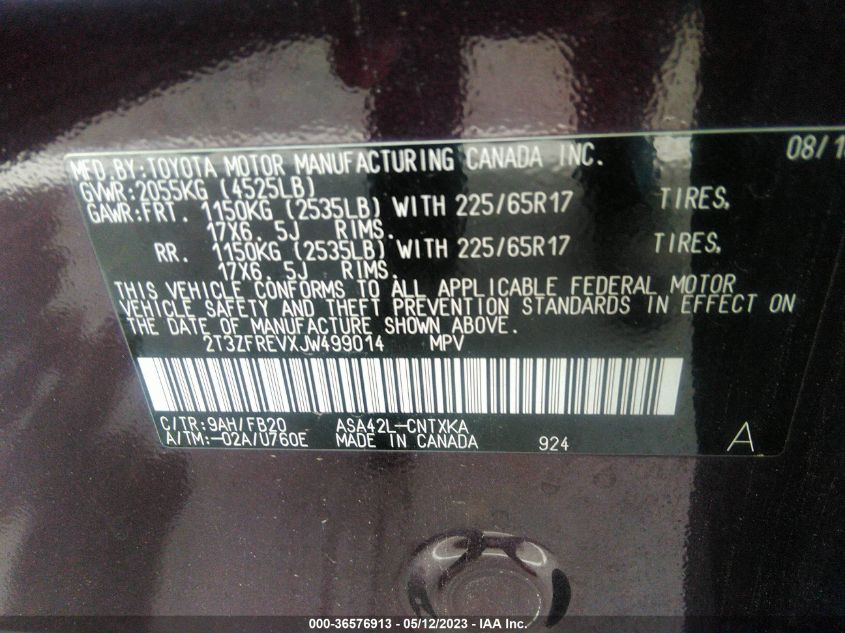 MFD.BY:TOYOTA MOTOR MANUFACTURING CANADA INC. 08/1
GVWR:2055KG (4525LB)
GAWR:FRT. 1150KG (2535LB) WITH 225/65R17 TIRES,
17X6.5J RIMS.
RR. 1150KG (2535LB) WITH 225/65R17 TIRES,
17X6.5J RIMS.
THIS VEHICLE CONFORMS TO ALL APPLICABLE FEDERAL MOTOR
VEHICLE SAFETY AND THEFT PREVENTION STANDARDS IN EFFECT ON
THE DATE OF MANUFACTURE SHOWN ABOVE.
2T3ZFREVXJW499014 MPV
C/TR:9AH/FB20 ASA42L-CNTXKA
A/TM:-02A/U760E MADE IN CANADA 924 A
000-36576913 - 05/12/2023 - IAA Inc.